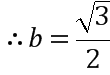 ∴ b = √3/2